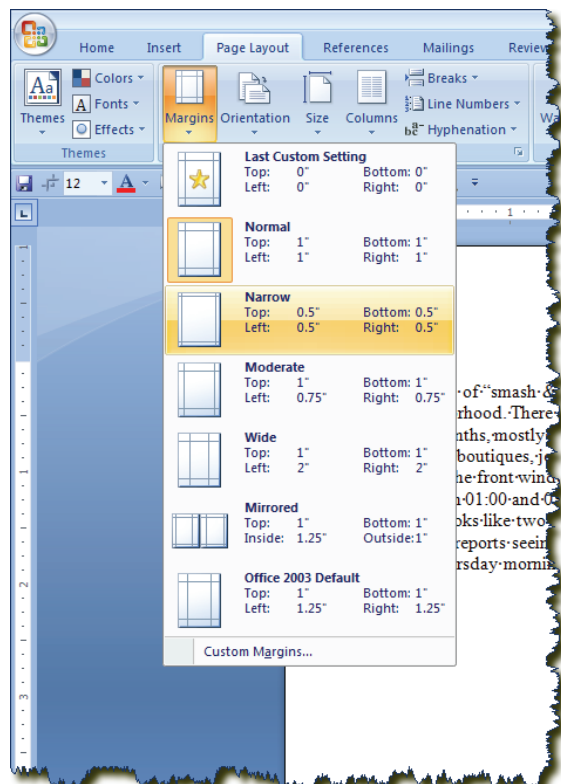 Home Insert Page Layout References Mailings Review
Aa Colors Breaks
A Fonts Line Numbers
Themes Effects Margins Orientation Size Columns Hyphenation
Themes
12 A
Last Custom Setting
Top: 0" Bottom: 0"
Left: 0" Right: 0"
L 1
Normal
Top: 1" Bottom: 1"
Left: 1" Right: 1"
Narrow
Top: 0.5" Bottom: 0.5"
Left: 0.5" Right: 0.5"
Moderate
Top: 1" Bottom: 1"
Left: 0.75" Right: 0.75"
Wide
Top: 1" Bottom: 1"
Left: 2" Right: 2"
Mirrored
Top: 1" Bottom: 1"
Inside: 1.25" Outside:1"
Office 2003 Default
Top: 1" Bottom: 1"
Left: 1.25" Right: 1.25"
Custom Margins...
of·“smash·&
rhood.·There
nths,·mostly
boutiques,·j
he·front·wind
01:00·and·0
oks·like·two
reports·seein
rsday·mornin
1
1
2
3